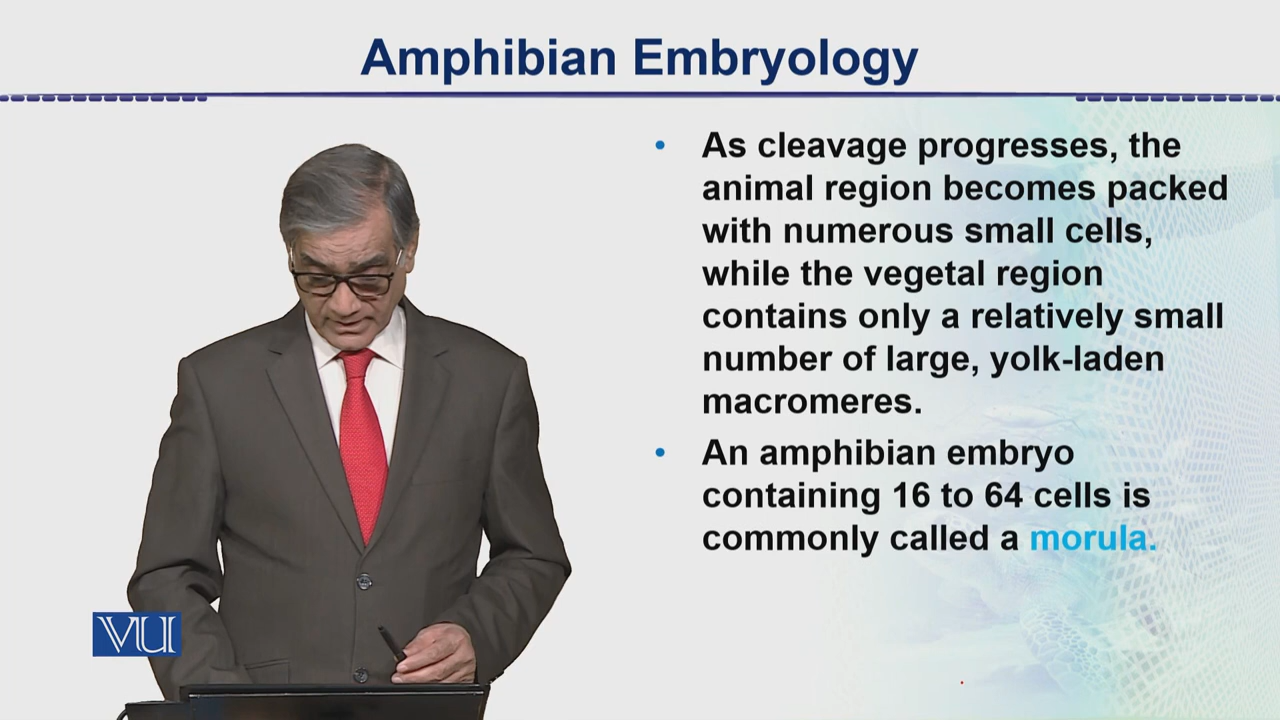 Amphibian Embryology
• As cleavage progresses, the
animal region becomes packed
with numerous small cells,
while the vegetal region
contains only a relatively small
number of large, yolk-laden
macromeres.
• An amphibian embryo
containing 16 to 64 cells is
commonly called a morula.
VU